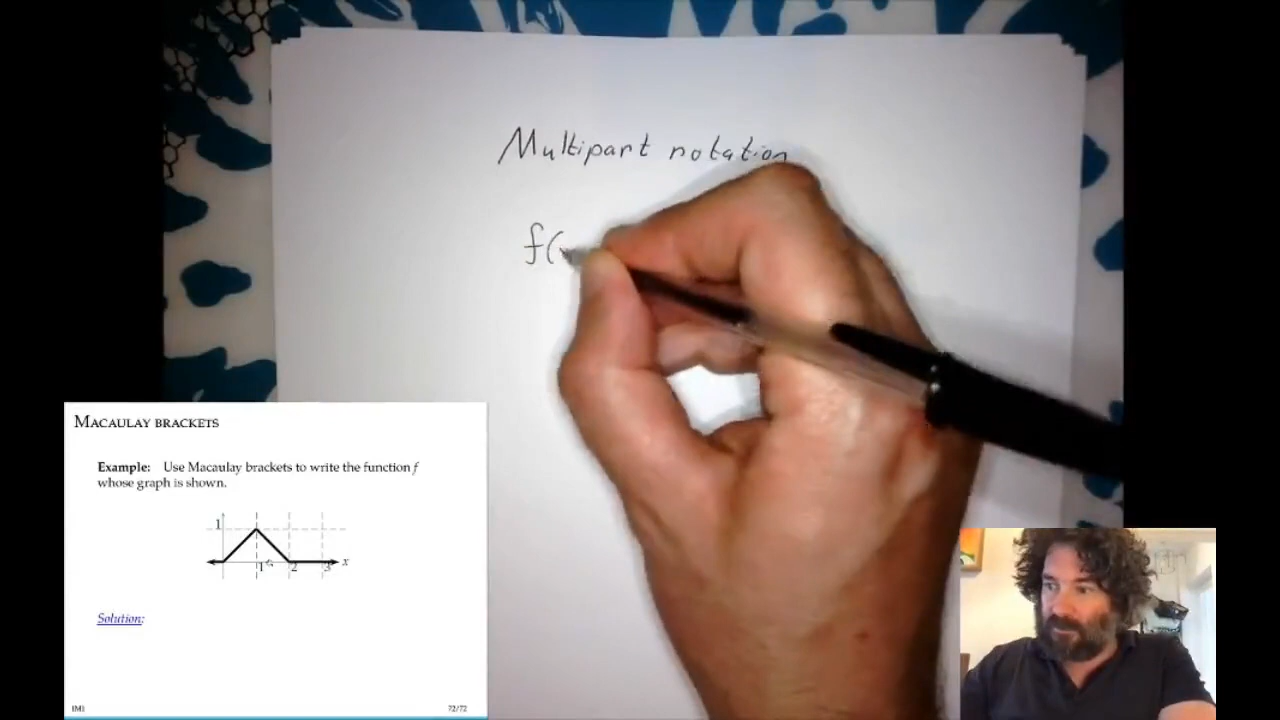 Multipart notation
f(
MACAULAY BRACKETS
Example: Use Macaulay brackets to write the function f
whose graph is shown.
1
1 2 3 x
Solution:
IM1 72/72